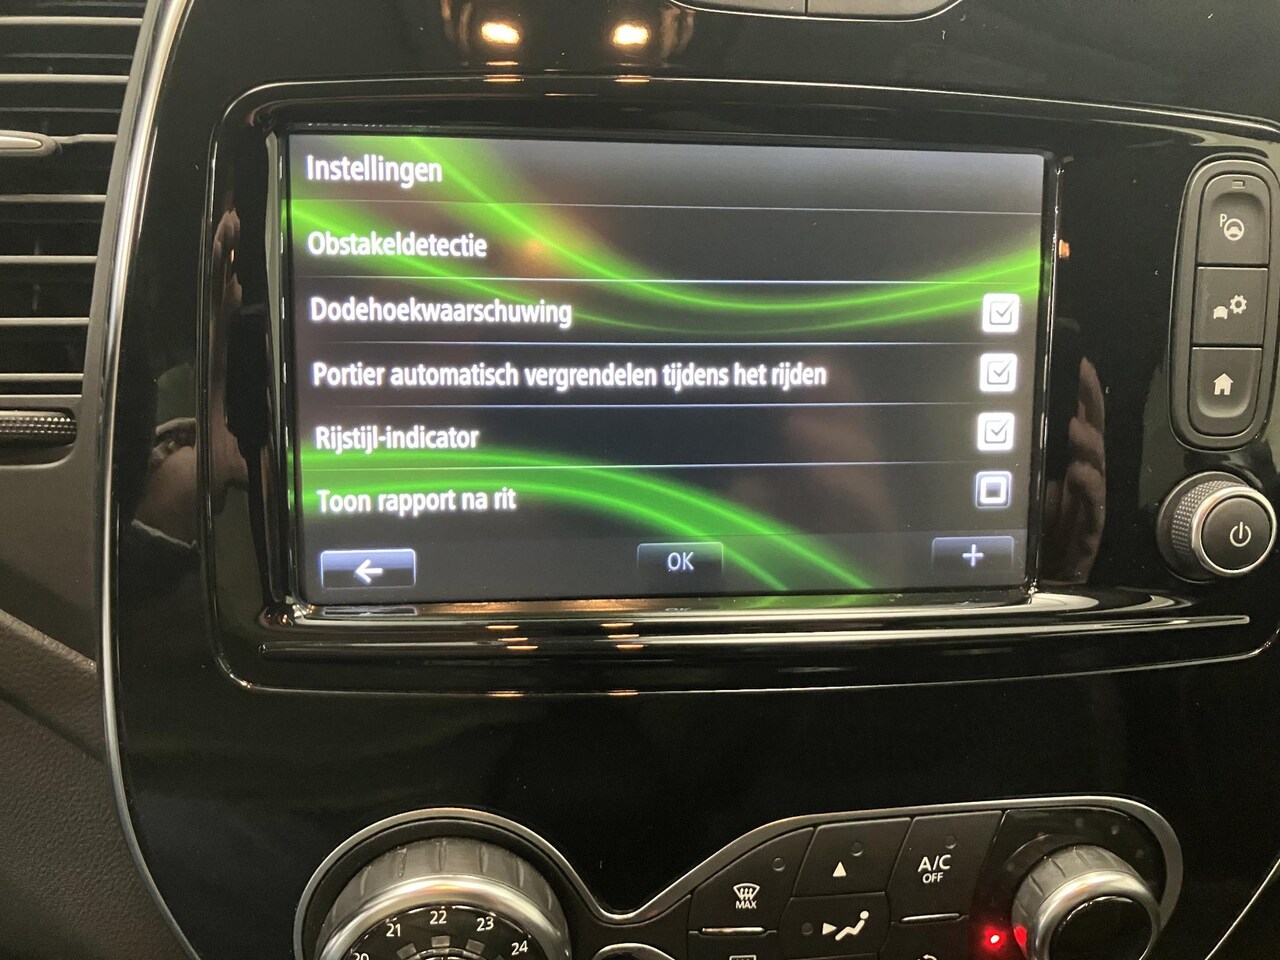 Instellingen
Obstakeldetectie
Dodehoekwaarschuwing
Portier automatisch vergrendelen tijdens het rijden
Rijstijl-indicator
Toon rapport na rit
OK
P
MAX
A/C
OFF
20 21 22 23 24